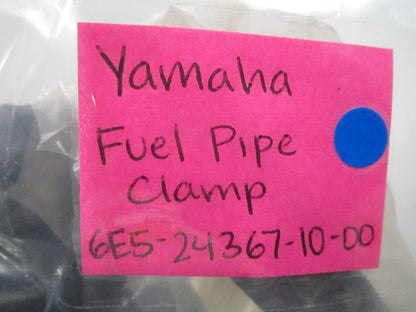 Yamaha
Fuel Pipe
Clamp
6E5-24367-10-00